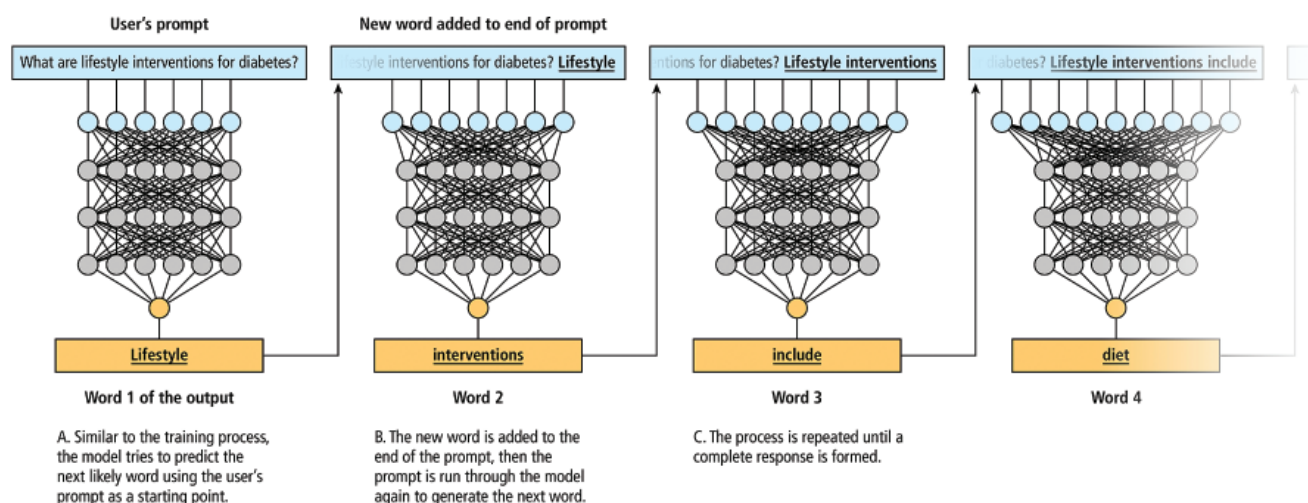 User's prompt
New word added to end of prompt
What are lifestyle interventions for diabetes?
interventions for diabetes? Lifestyle
for diabetes? Lifestyle interventions
diabetes? Lifestyle interventions include
Lifestyle
interventions
include
diet
Word 1 of the output
Word 2
Word 3
Word 4
A. Similar to the training process,
the model tries to predict the
next likely word using the user's
prompt as a starting point.
B. The new word is added to the
end of the prompt, then the
prompt is run through the model
again to generate the next word.
C. The process is repeated until a
complete response is formed.